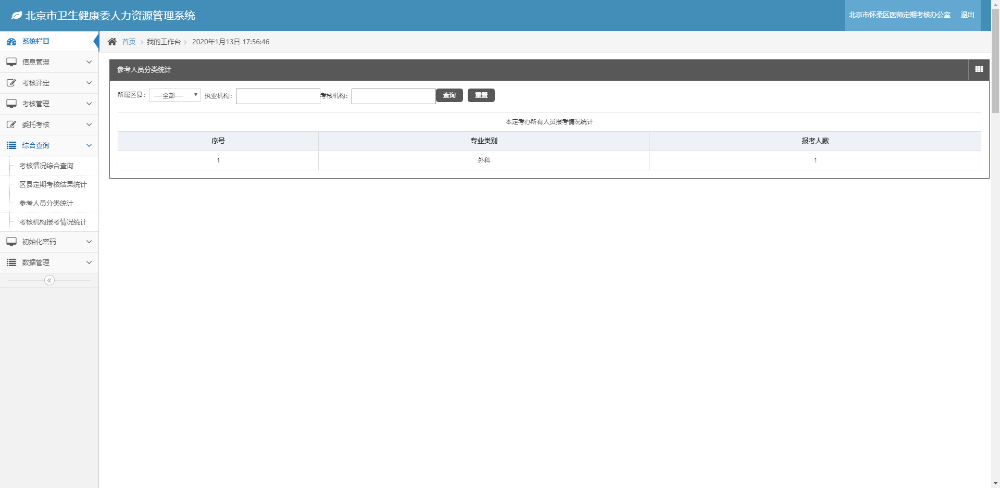 北京市卫生健康委人力资源管理系统
北京市怀柔区医师定期考核办公室 退出
系统栏目
首页 我的工作台 2020年1月13日 17:56:46
信息管理
考核评定
考核管理
委托考核
综合查询
考核情况综合查询
区县定期考核结果统计
参考人员分类统计
考核机构报考情况统计
初始化密码
数据管理
参考人员分类统计
所属区县： ----全部---- 执业机构： 考核机构： 查询 重置
本定考办所有人员报考情况统计
序号 专业类别 报考人数
1 外科 1